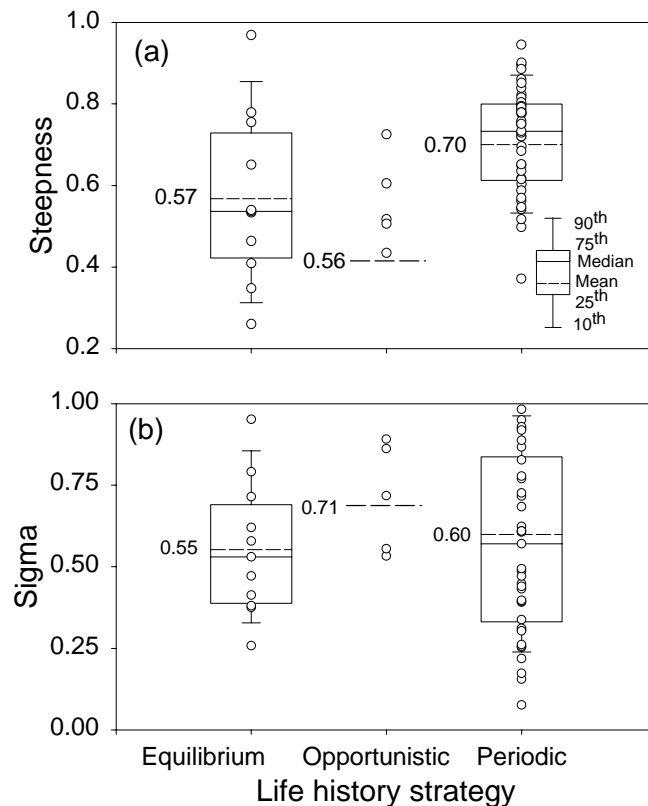 (a)
Steepness
1.0
0.8
0.6
0.4
0.2
0.57
0.56
0.70
90th
75th
Median
Mean
25th
10th
(b)
Sigma
1.00
0.75
0.50
0.25
0.00
0.55
0.71
0.60
Equilibrium Opportunistic Periodic
Life history strategy